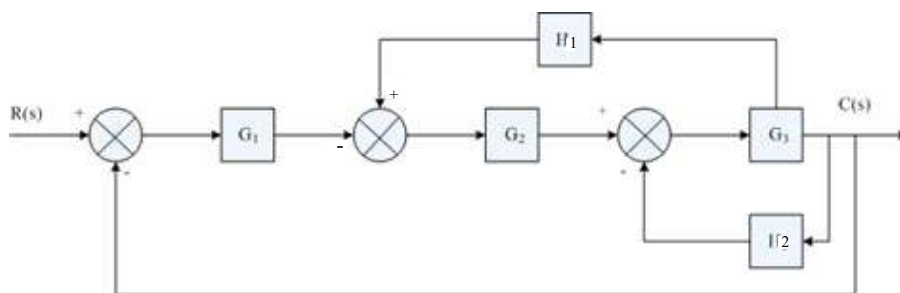 H1
+
R(s)
+
C(s)
+
G1
-
G2
G3
-
-
H2